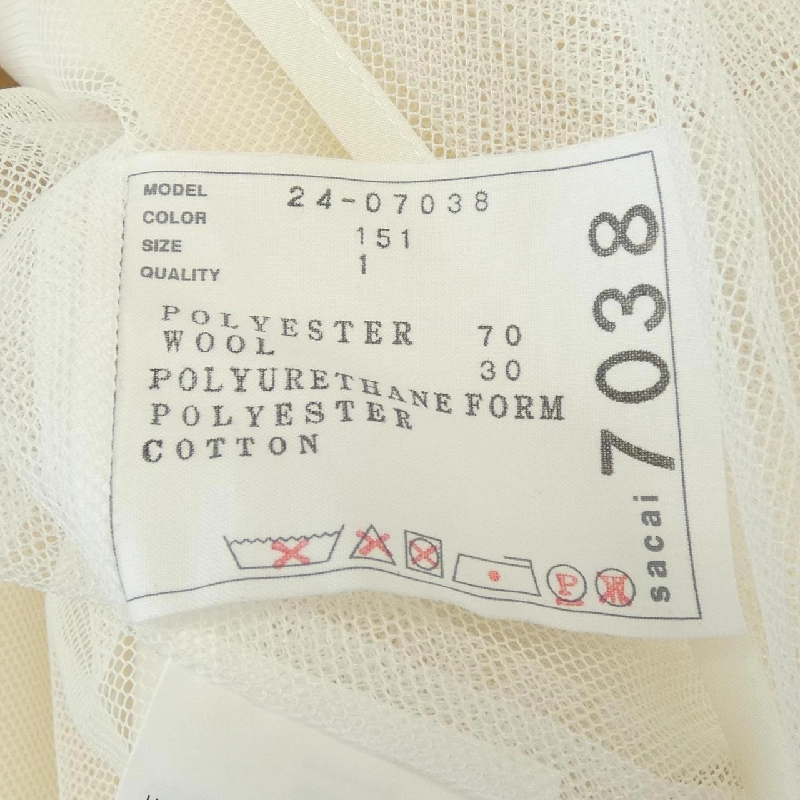 MODEL 24-07038
COLOR 151
SIZE 1
QUALITY
POLYESTER 70
WOOL 30
POLYURETHANE FORM
POLYESTER
COTTON
P W
sacai 7038